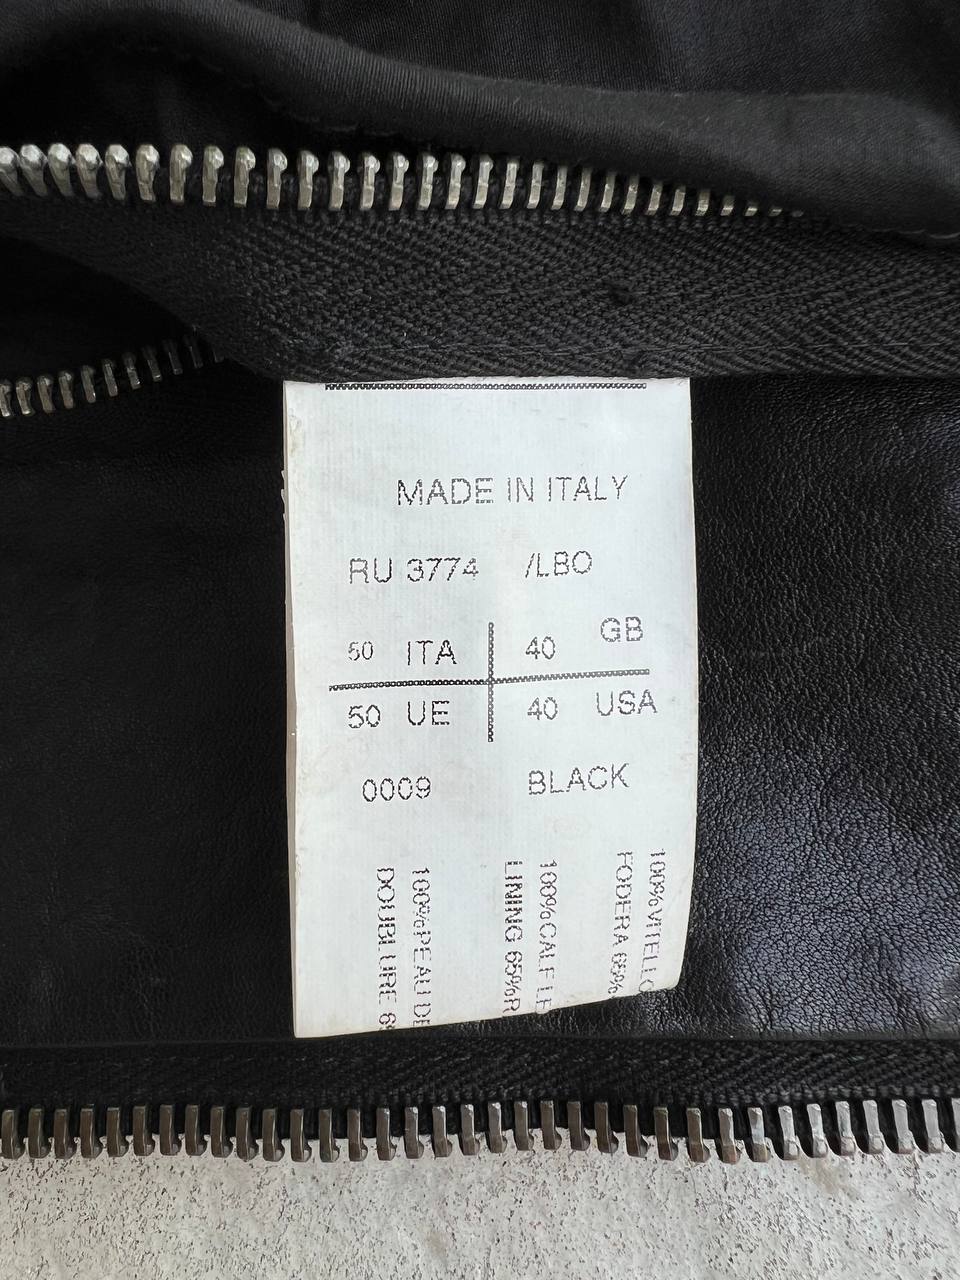 MADE IN ITALY
RU 3774 /LBO
50 ITA 40 GB
50 UE 40 USA
0009 BLACK
100%VITELLO
FODERA 65%
100%CALF LE
LINING 65%R
100%PEAU DE
DOUBLURE 65